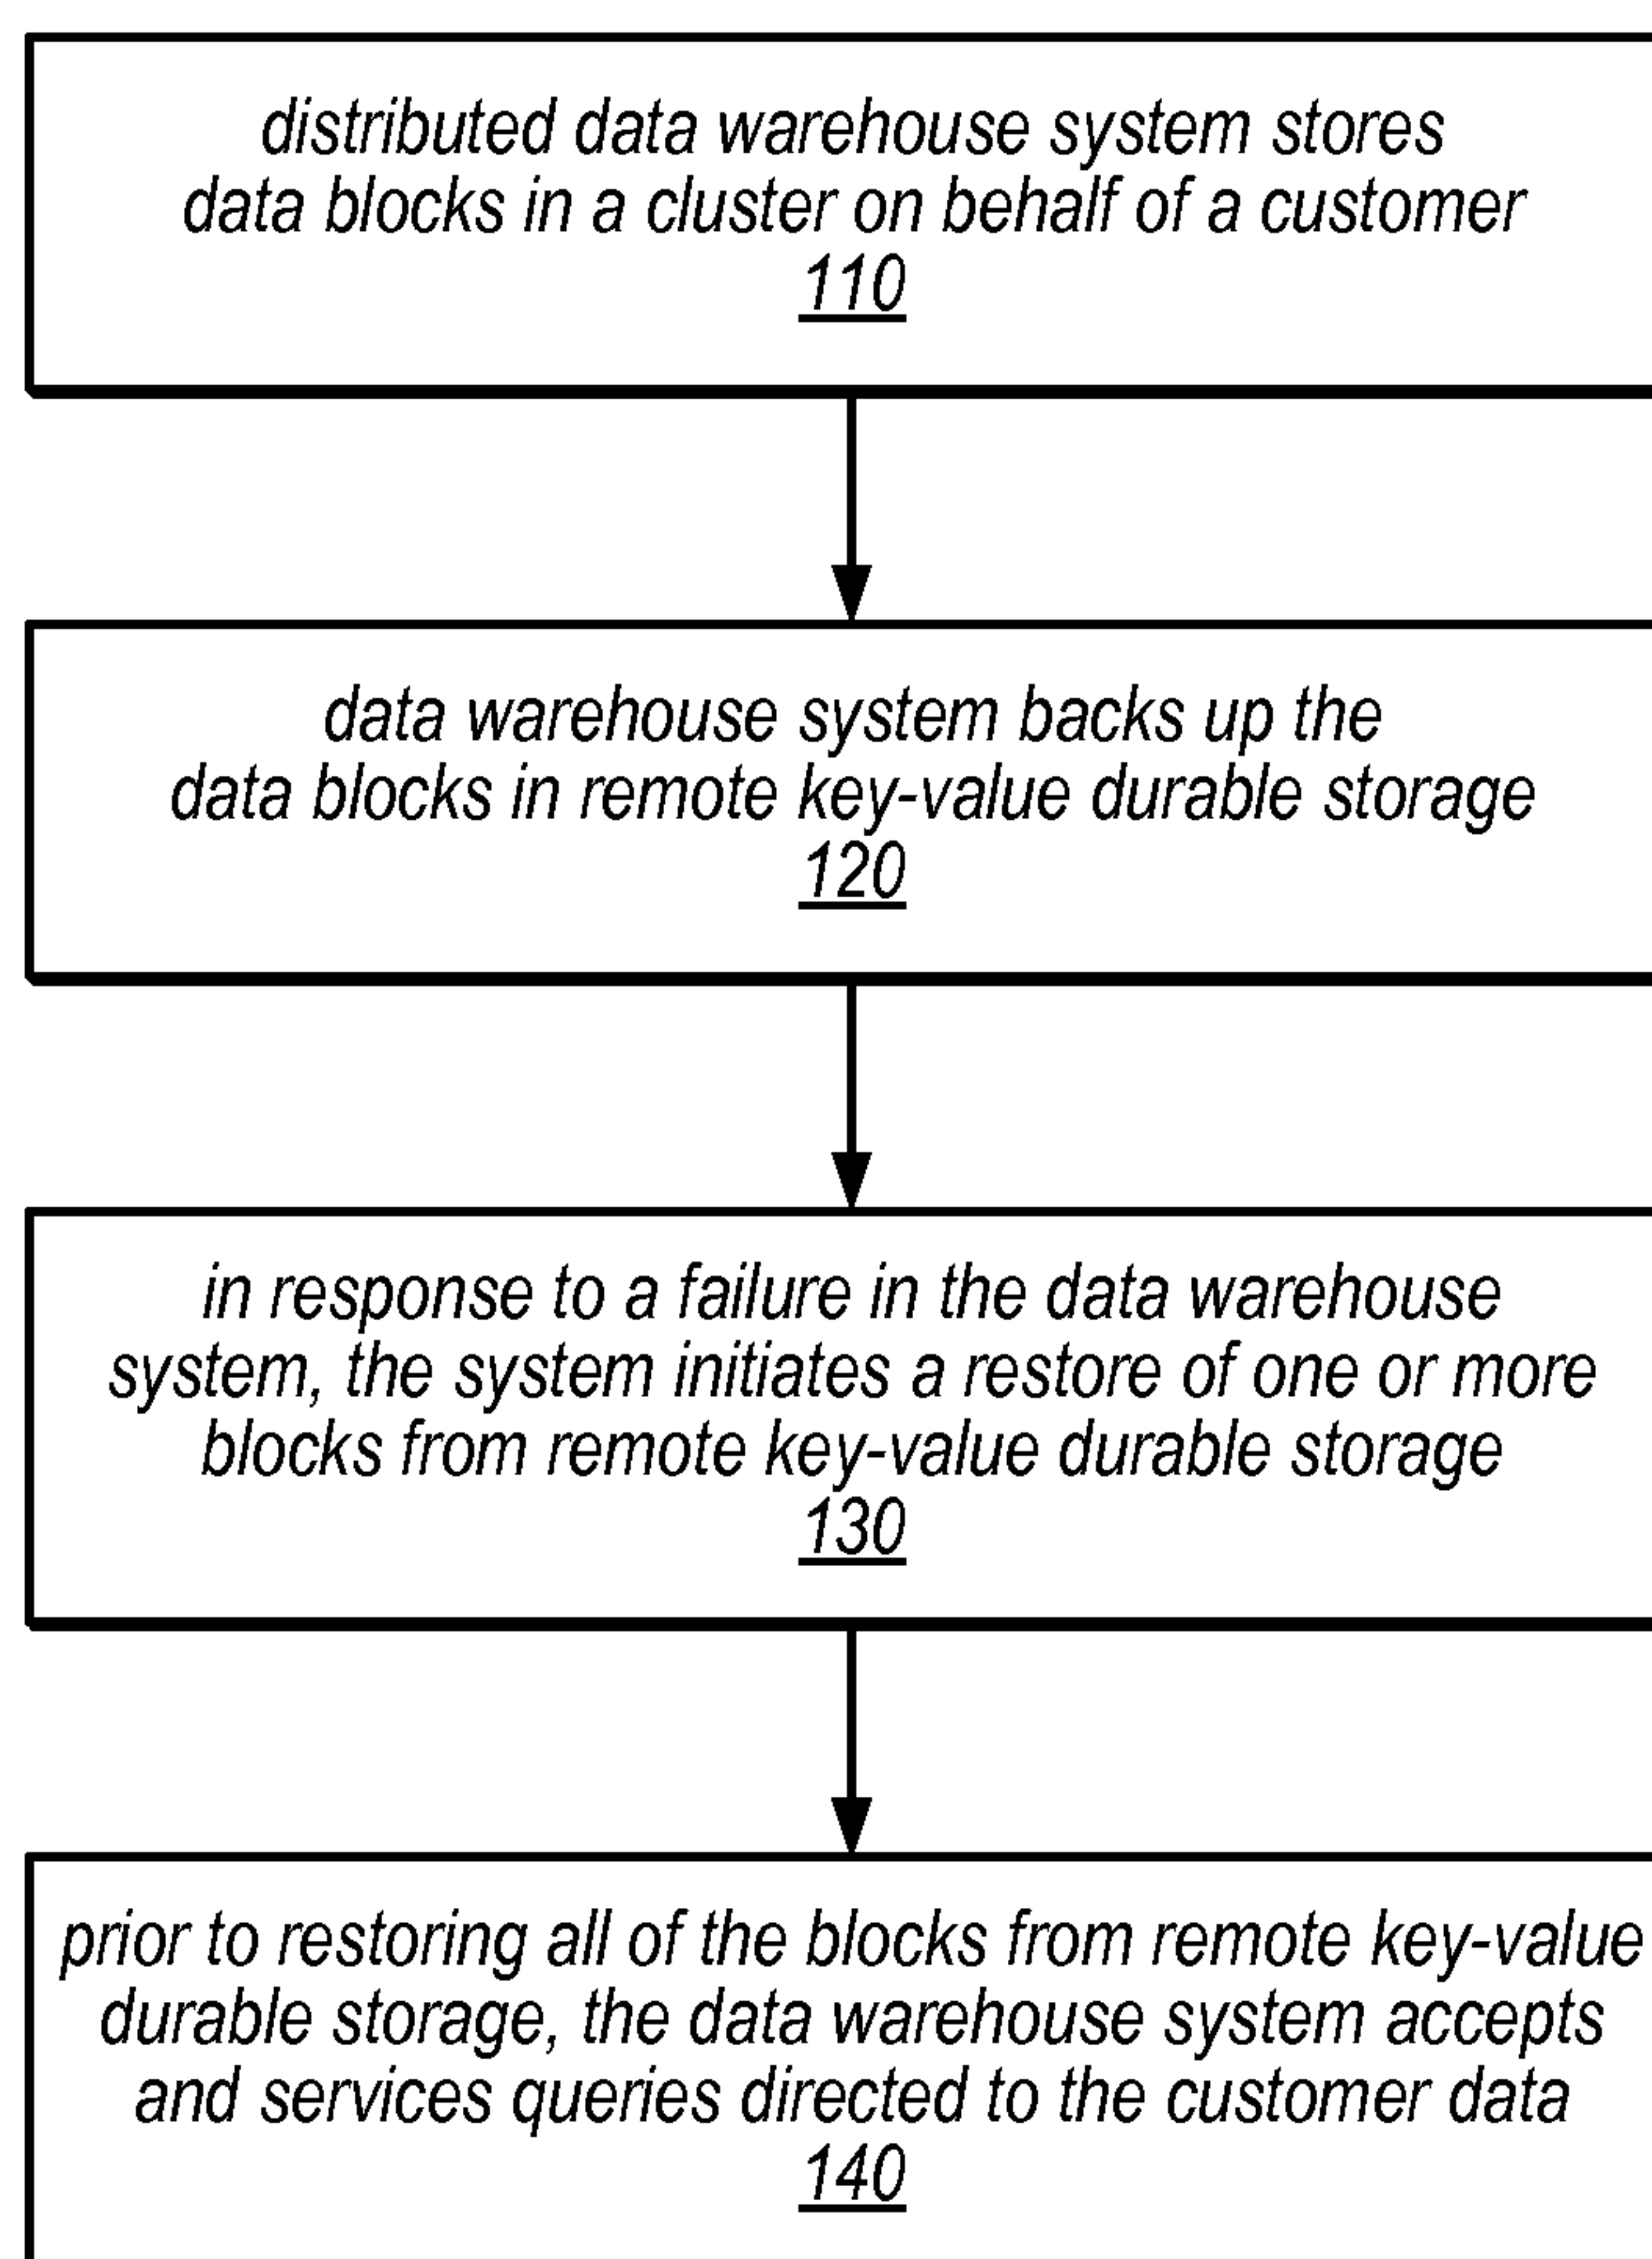 distributed data warehouse system stores
data blocks in a cluster on behalf of a customer
110
data warehouse system backs up the
data blocks in remote key-value durable storage
120
in response to a failure in the data warehouse
system, the system initiates a restore of one or more
blocks from remote key-value durable storage
130
prior to restoring all of the blocks from remote key-value
durable storage, the data warehouse system accepts
and services queries directed to the customer data
140